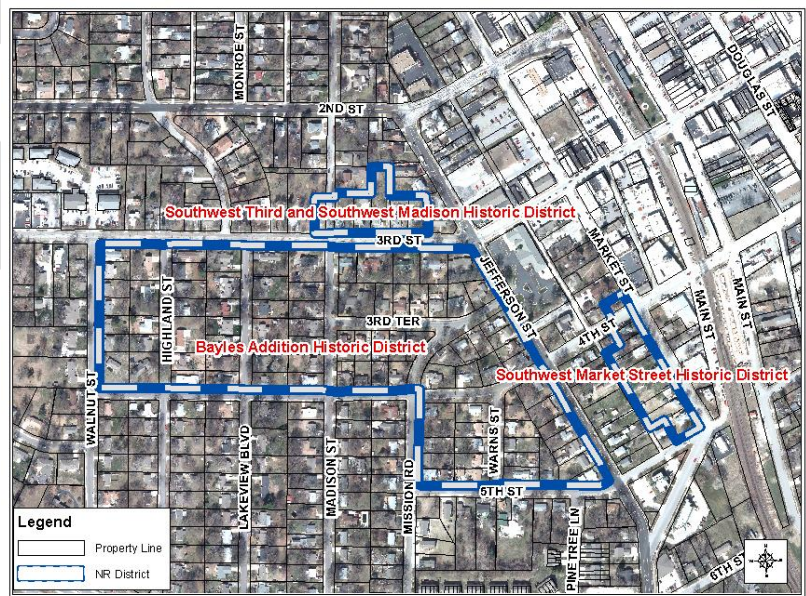 MONROE ST
DOUGLAS ST
2ND ST
Southwest Third and Southwest Madison Historic District
3RD ST
MARKET ST
JEFFERSON ST
HIGHLAND ST
MAIN ST
MAIN ST
3RD TER
4TH ST
Bayles Addition Historic District
Southwest Market Street Historic District
WALNUT ST
LAKEVIEW BLVD
MADISON ST
MISSION RD
WARNS ST
5TH ST
PINE TREE LN
6TH ST
Legend
Property Line
NR District